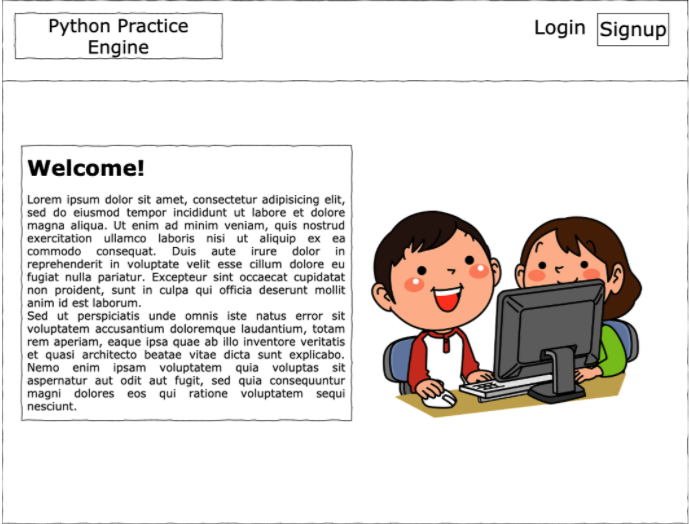 Python Practice
Engine
Login
Signup
Welcome!
Lorem ipsum dolor sit amet, consectetur adipisicing elit,
sed do eiusmod tempor incididunt ut labore et dolore
magna aliqua. Ut enim ad minim veniam, quis nostrud
exercitation ullamco laboris nisi ut aliquip ex ea
commodo consequat. Duis aute irure dolor in
reprehenderit in voluptate velit esse cillum dolore eu
fugiat nulla pariatur. Excepteur sint occaecat cupidatat
non proident, sunt in culpa qui officia deserunt mollit
anim id est laborum.
Sed ut perspiciatis unde omnis iste natus error sit
voluptatem accusantium doloremque laudantium, totam
rem aperiam, eaque ipsa quae ab illo inventore veritatis
et quasi architecto beatae vitae dicta sunt explicabo.
Nemo enim ipsam voluptatem quia voluptas sit
aspernatur aut odit aut fugit, sed quia consequuntur
magni dolores eos qui ratione voluptatem sequi
nesciunt.